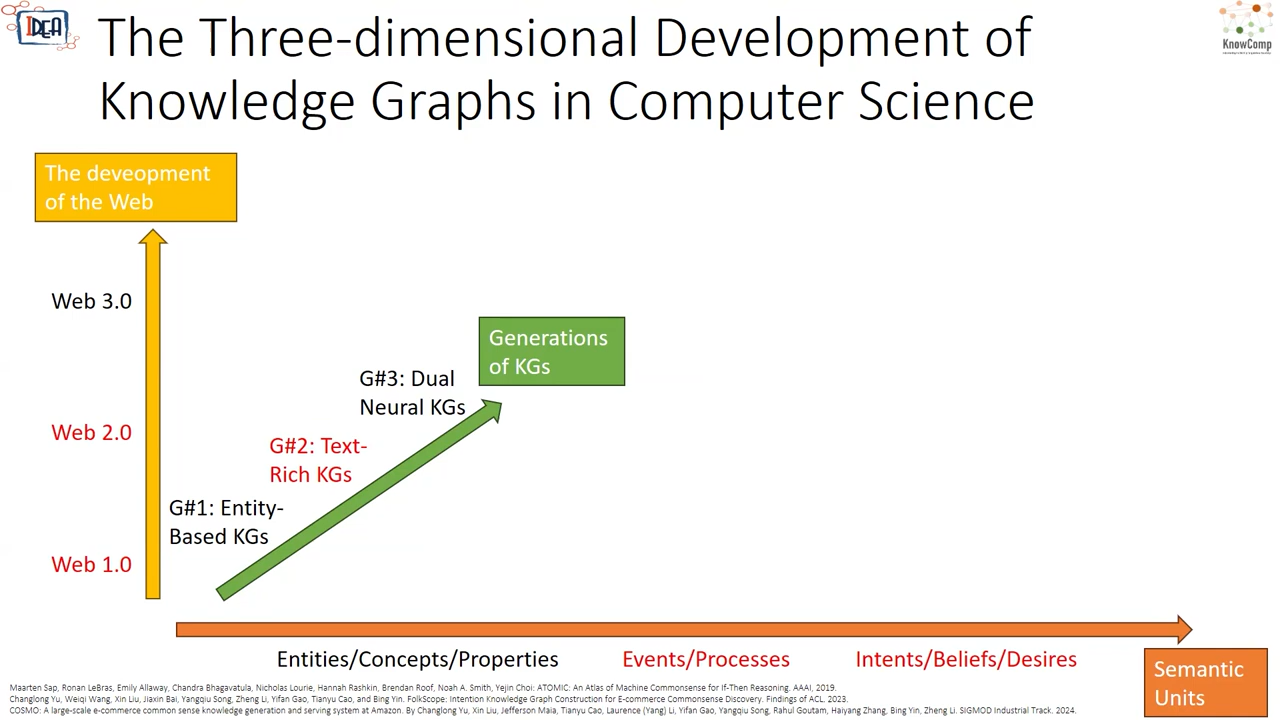 IDEA
KnowComp
The Three-dimensional Development of
Knowledge Graphs in Computer Science
The deveopment
of the Web
Web 3.0
Web 2.0
Web 1.0
Generations
of KGs
G#3: Dual
Neural KGs
G#2: Text-
Rich KGs
G#1: Entity-
Based KGs
Entities/Concepts/Properties
Events/Processes
Intents/Beliefs/Desires
Semantic
Units
Maarten Sap, Ronan LeBras, Emily Allaway, Chandra Bhagavatula, Nicholas Lourie, Hannah Rashkin, Brendan Roof, Noah A. Smith, Yejin Choi: ATOMIC: An Atlas of Machine Commonsense for If-Then Reasoning. AAAI, 2019.
Changlong Yu, Weiqi Wang, Xin Liu, Jiaxin Bai, Yangqiu Song, Zheng Li, Yifan Gao, Tianyu Cao, and Bing Yin. FolkScope: Intention Knowledge Graph Construction for E-commerce Commonsense Discovery. Findings of ACL, 2023.
COSMO: A large-scale e-commerce common sense knowledge generation and serving system at Amazon. By Changlong Yu, Xin Liu, Jefferson Maia, Tianyu Cao, Laurence (Yang) Li, Yifan Gao, Yangqiu Song, Rahul Goutam, Haiyang Zhang, Bing Yin, Zheng Li. SIGMOD Industrial Track. 2024.